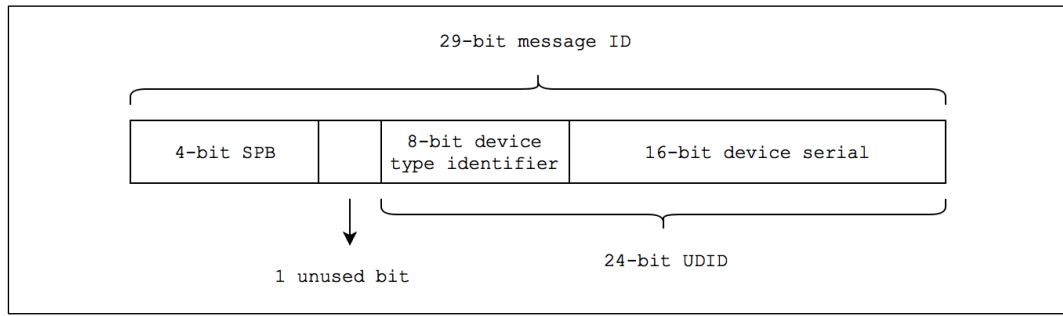 29-bit message ID
4-bit SPB
8-bit device
type identifier
16-bit device serial
24-bit UDID
1 unused bit